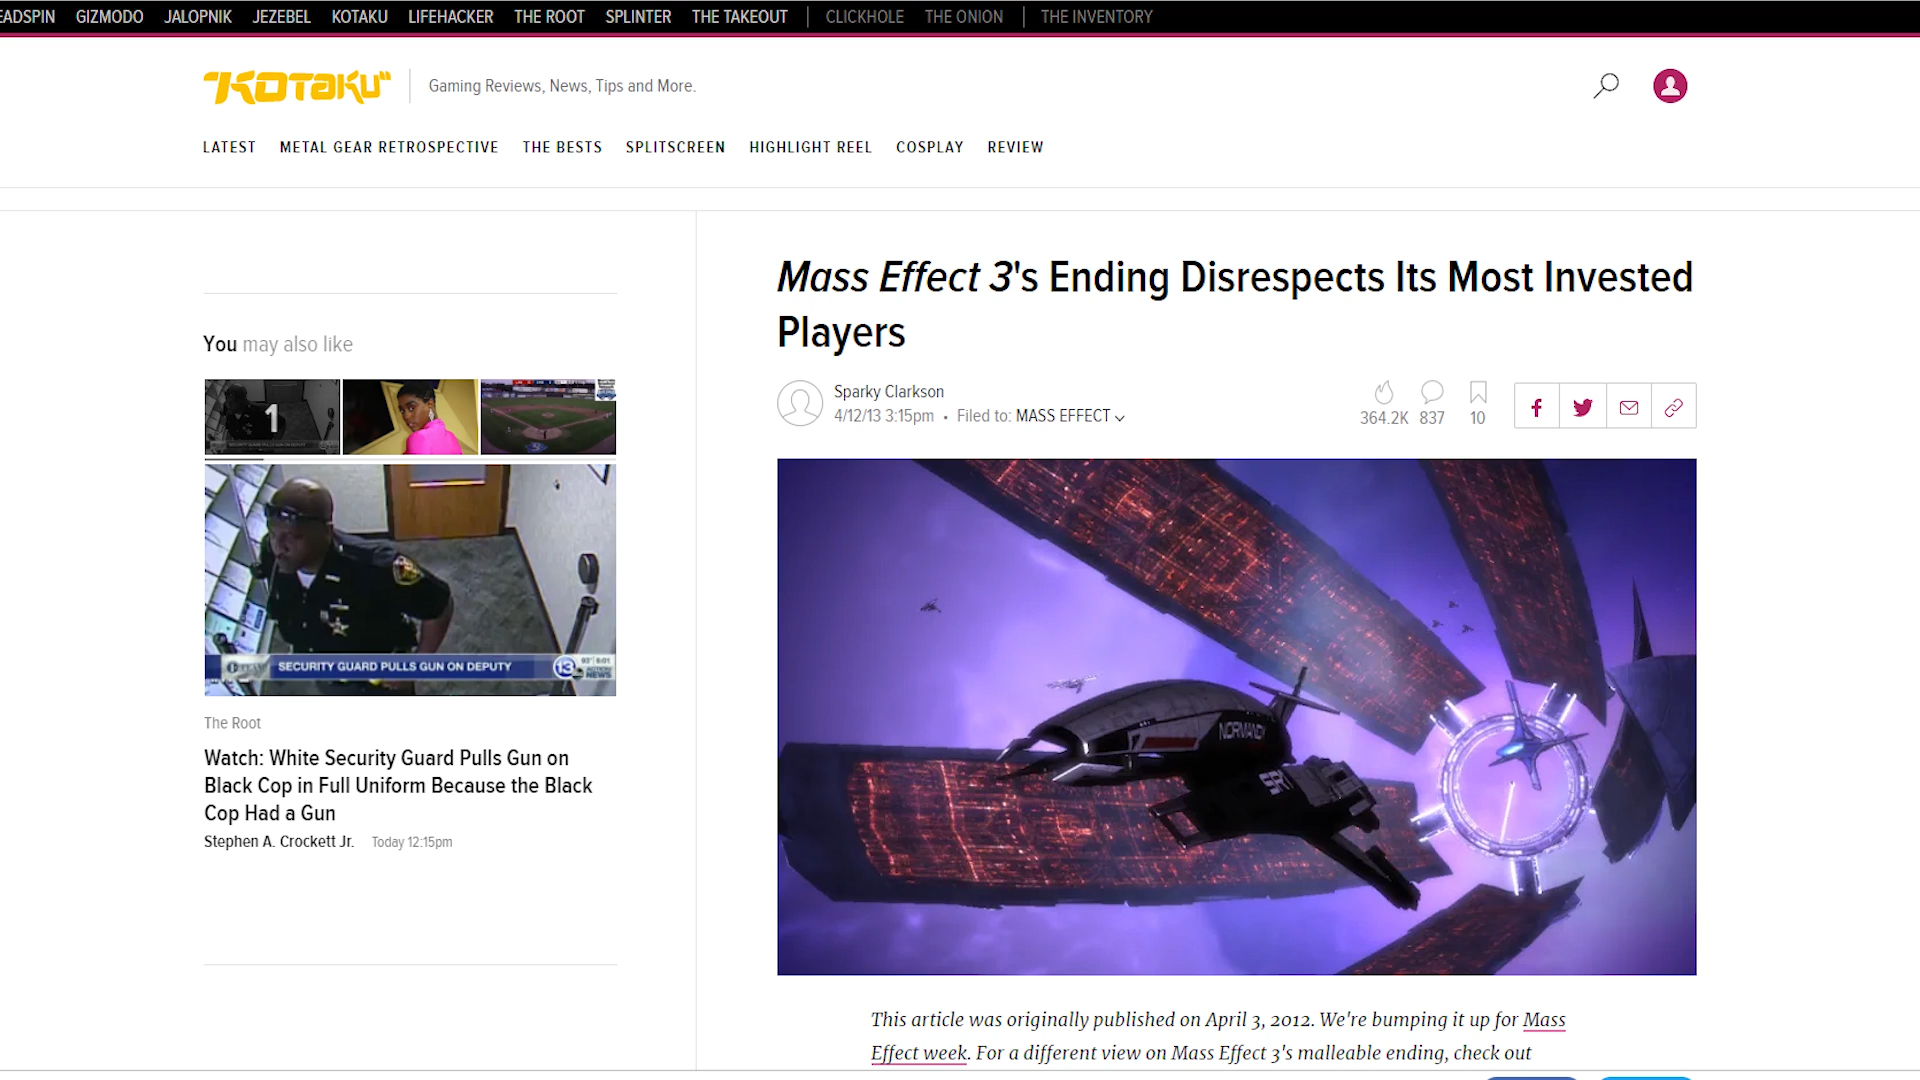 EADSPIN GIZMODO JALOPNIK JEZEBEL KOTAKU LIFEHACKER THE ROOT SPLINTER THE TAKEOUT CLICKHOLE THE ONION THE INVENTORY
"KOTAKU" Gaming Reviews, News, Tips and More.
LATEST METAL GEAR RETROSPECTIVE THE BESTS SPLITSCREEN HIGHLIGHT REEL COSPLAY REVIEW
You may also like
1
SECURITY GUARD PULLS GUN ON DEPUTY
13 ACTION NEWS
The Root
Watch: White Security Guard Pulls Gun on
Black Cop in Full Uniform Because the Black
Cop Had a Gun
Stephen A. Crockett Jr. Today 12:15pm
Mass Effect 3's Ending Disrespects Its Most Invested
Players
Sparky Clarkson
4/12/13 3:15pm • Filed to: MASS EFFECT
364.2K 837 10
NORMANDY
SR1
This article was originally published on April 3, 2012. We're bumping it up for Mass
Effect week. For a different view on Mass Effect 3's malleable ending, check out